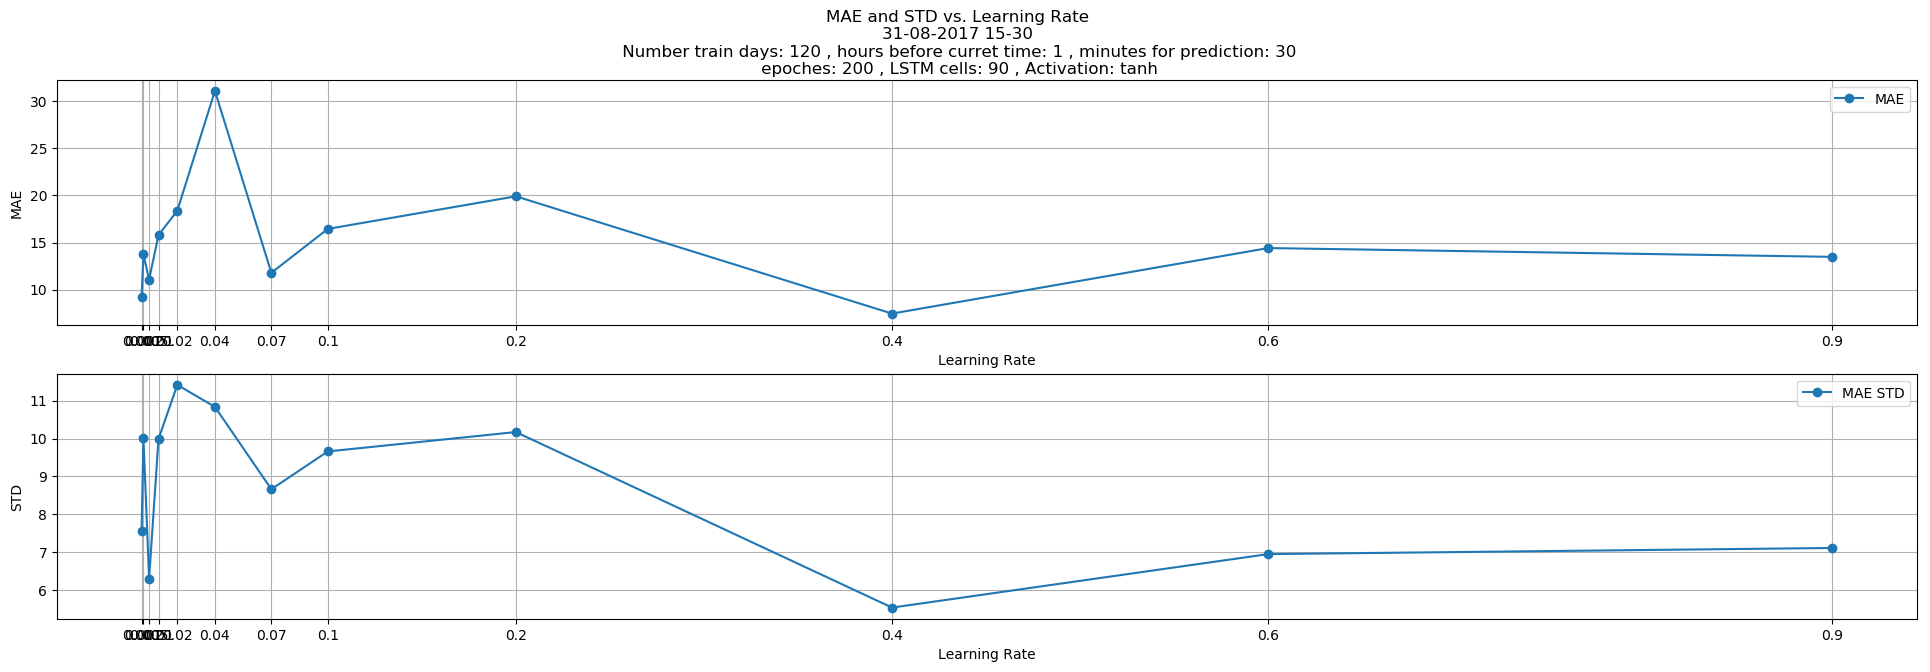 MAE and STD vs. Learning Rate
31-08-2017 15-30
Number train days: 120 , hours before curret time: 1 , minutes for prediction: 30
epoches: 200 , LSTM cells: 90 , Activation: tanh
MAE
30
25
20
15
10
MAE
0.02 0.04 0.07 0.1 0.2 0.4 0.6 0.9
Learning Rate
MAE STD
11
10
9
8
7
6
STD
0.02 0.04 0.07 0.1 0.2 0.4 0.6 0.9
Learning Rate